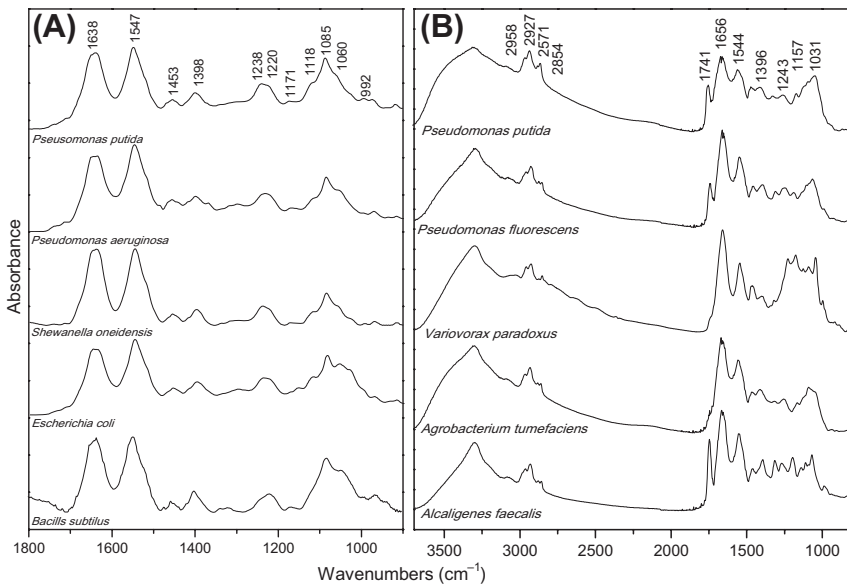 (A)
1638
1547
1453
1398
1238
1220
1171
1118
1085
1060
992
Pseusomonas putida
Pseudomonas aeruginosa
Shewanella oneidensis
Escherichia coli
Bacills subtilus
1800
1600
1400
1200
1000
(B)
2958
2927
2571
2854
1741
1656
1544
1396
1243
1157
1031
Pseudomonas putida
Pseudomonas fluorescens
Variovorax paradoxus
Agrobacterium tumefaciens
Alcaligenes faecalis
3500
3000
2500
2000
1500
1000
Absorbance
Wavenumbers (cm⁻¹)